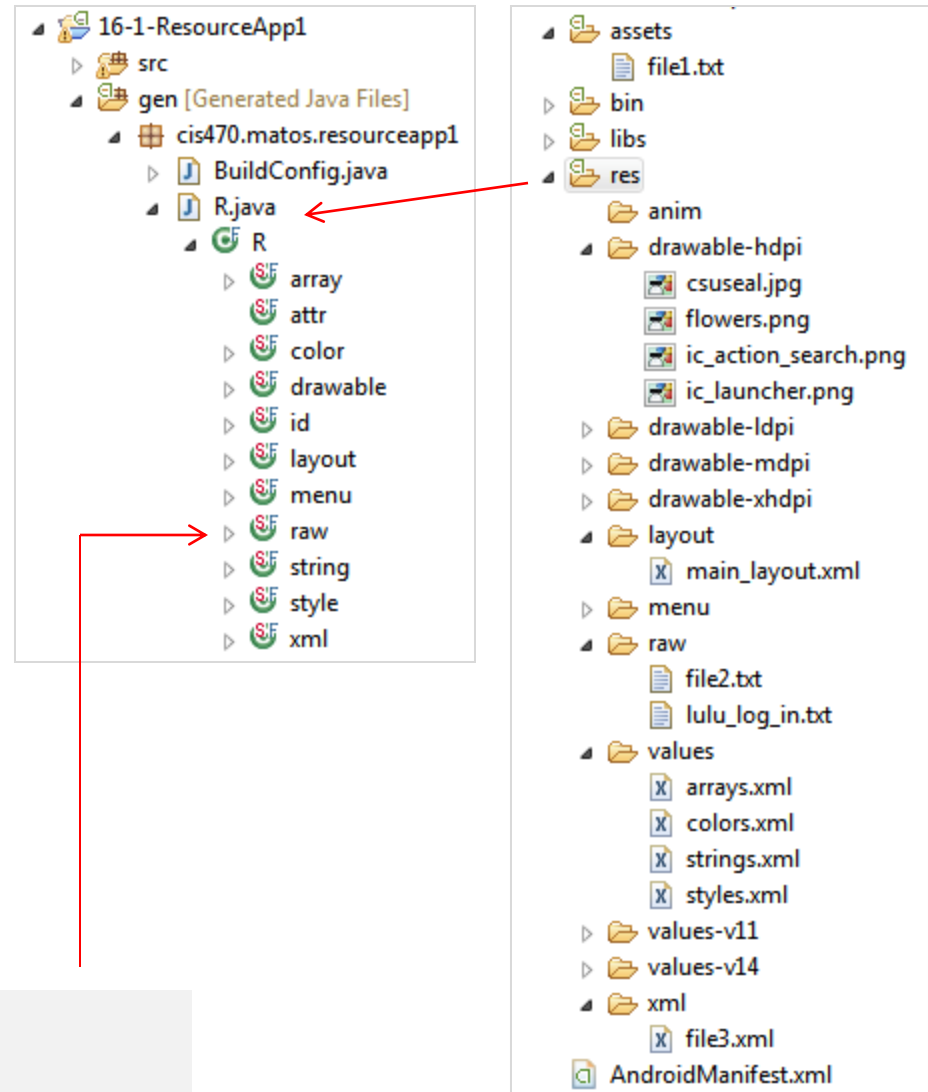 16-1-ResourceApp1
src
gen [Generated Java Files]
cis470.matos.resourceapp1
BuildConfig.java
R.java
R
array
attr
color
drawable
id
layout
menu
raw
string
style
xml
assets
file1.txt
bin
libs
res
anim
drawable-hdpi
csuseal.jpg
flowers.png
ic_action_search.png
ic_launcher.png
drawable-ldpi
drawable-mdpi
drawable-xhdpi
layout
main_layout.xml
menu
raw
file2.txt
lulu_log_in.txt
values
arrays.xml
colors.xml
strings.xml
styles.xml
values-v11
values-v14
xml
file3.xml
AndroidManifest.xml